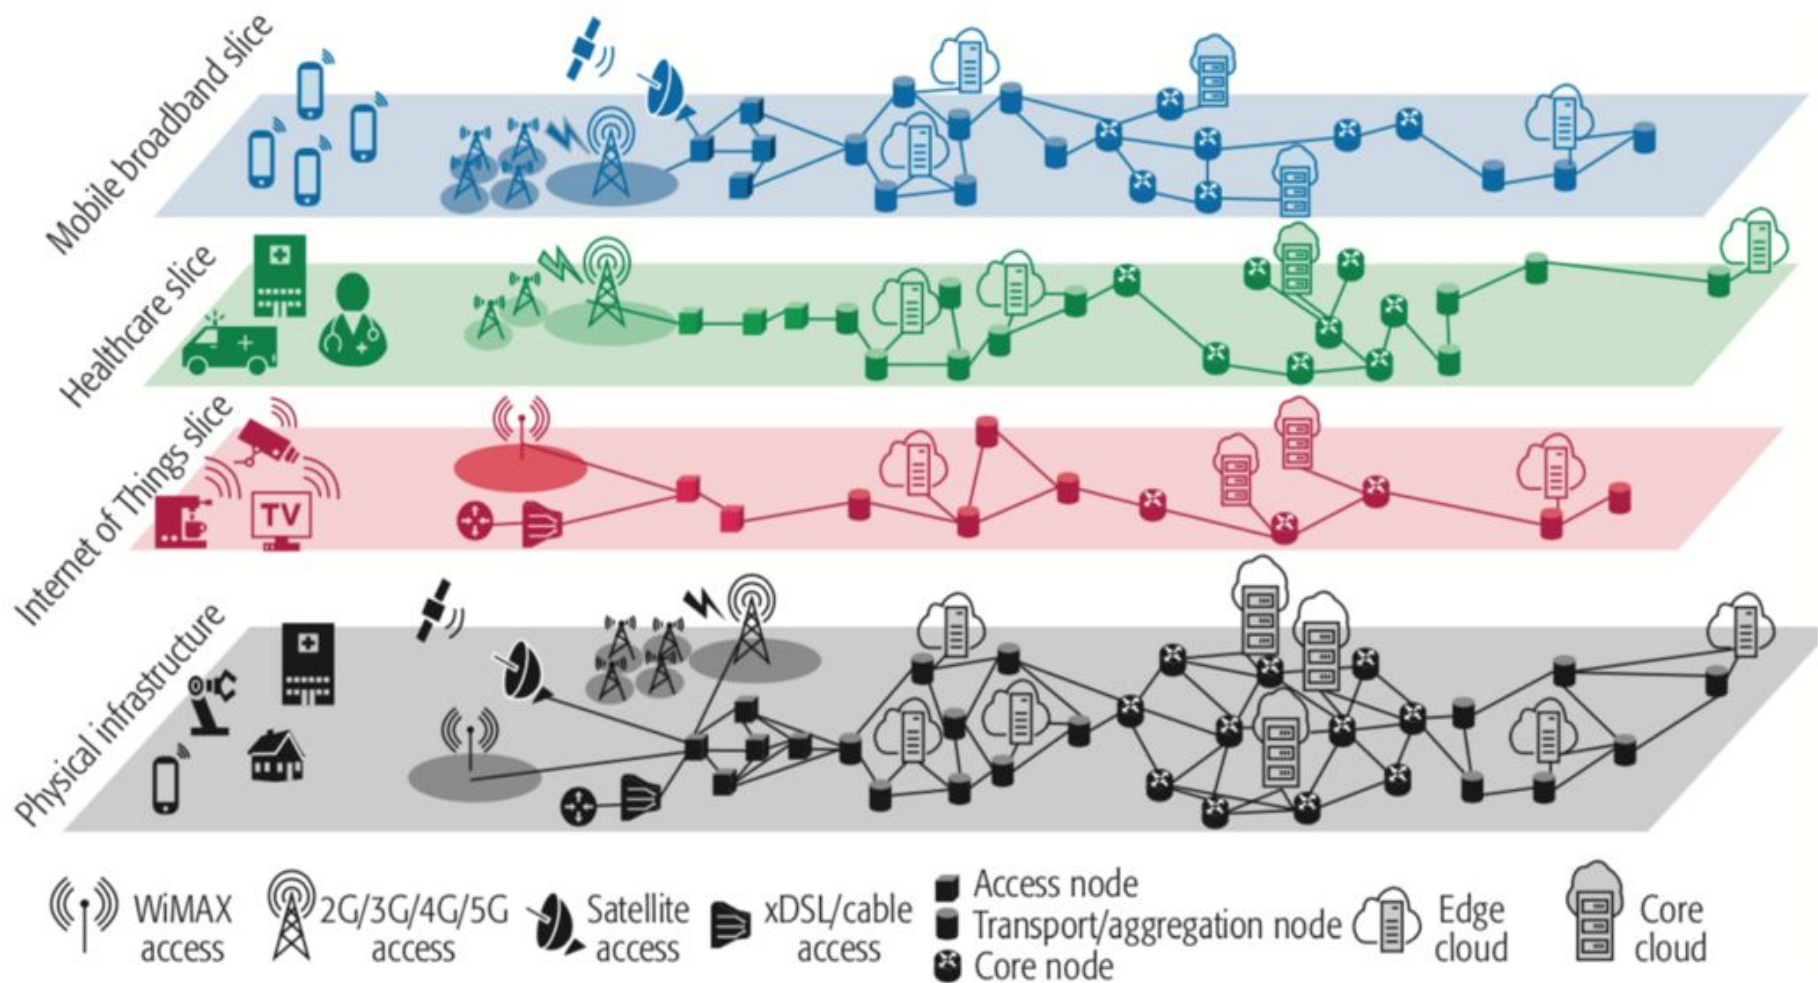 Mobile broadband slice
Healthcare slice
Internet of Things slice
TV
Physical infrastructure
WiMAX
access
2G/3G/4G/5G
access
Satellite
access
xDSL/cable
access
Access node
Transport/aggregation node
Core node
Edge
cloud
Core
cloud